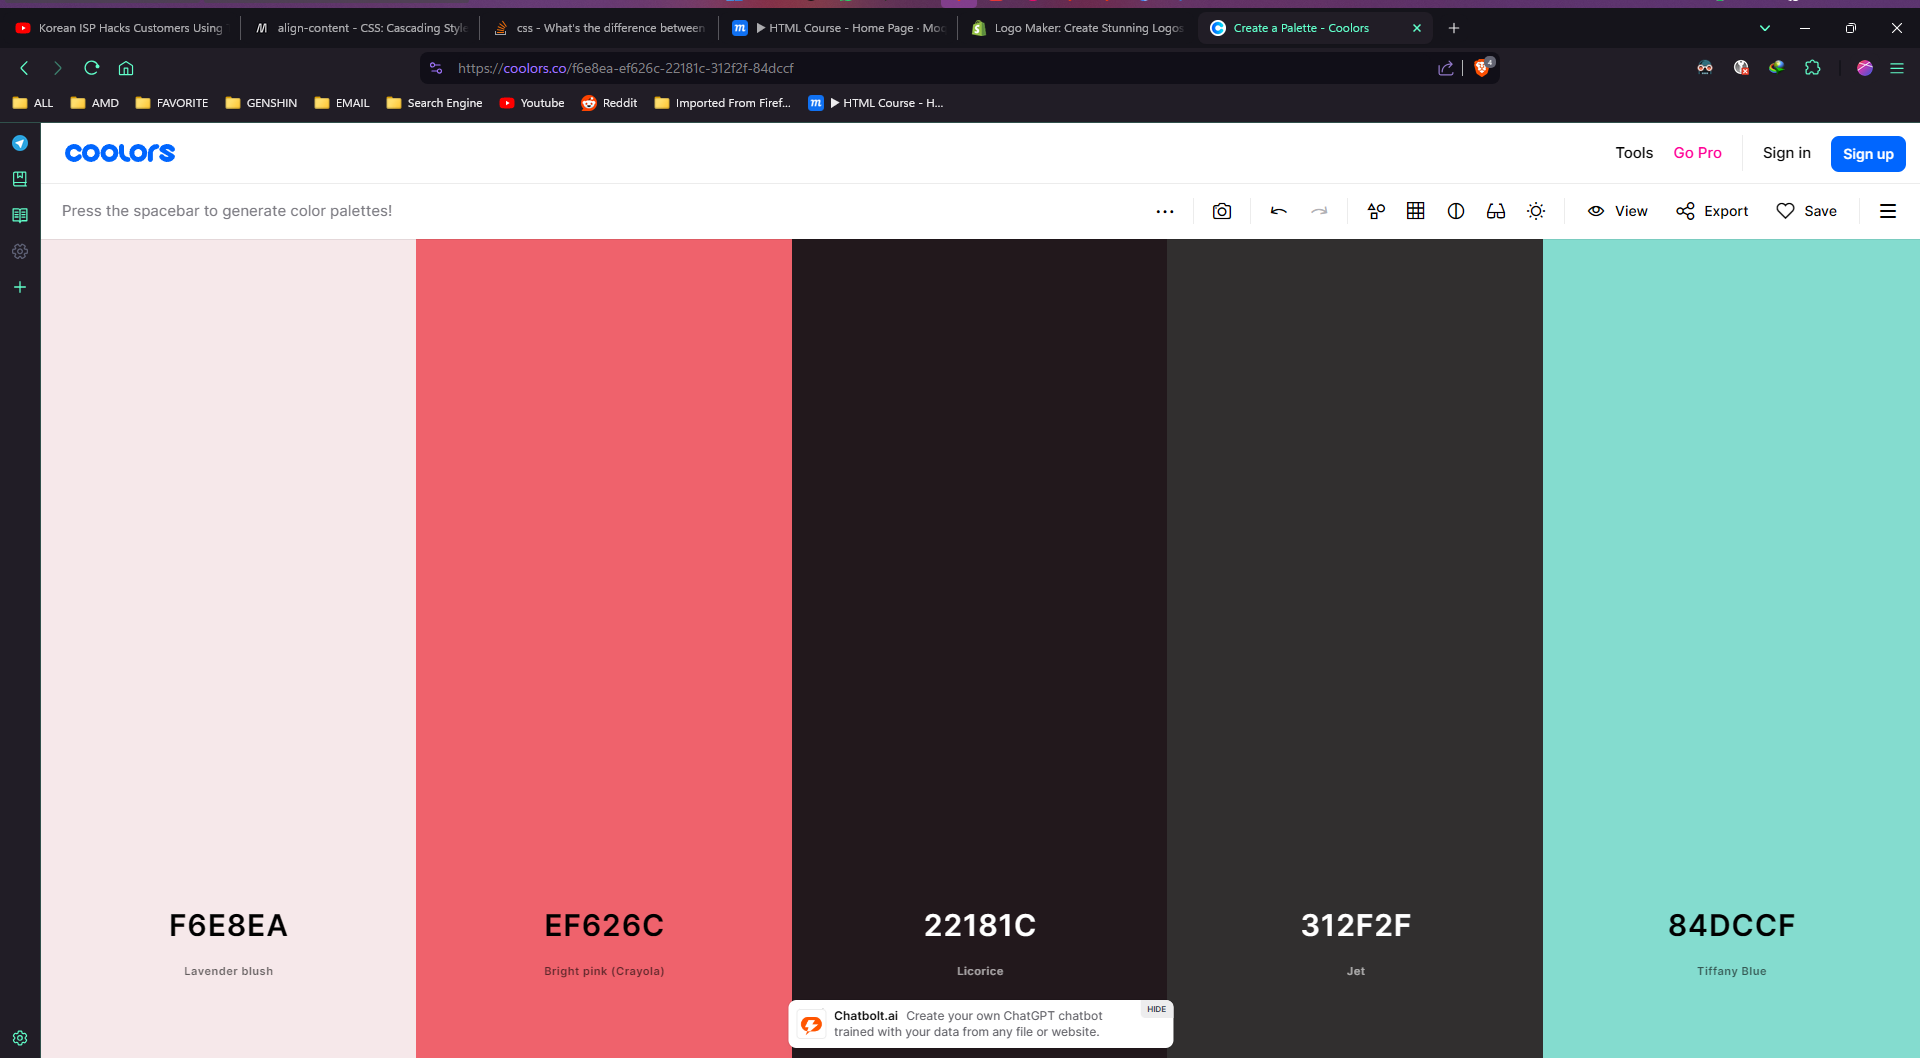 Korean ISP Hacks Customers Using
align-content - CSS: Cascading Style
css - What's the difference between
▶ HTML Course - Home Page · Moo
Logo Maker: Create Stunning Logos
Create a Palette - Coolors
https://coolors.co/f6e8ea-ef626c-22181c-312f2f-84dccf
4
ALL
AMD
FAVORITE
GENSHIN
EMAIL
Search Engine
Youtube
Reddit
Imported From Firef...
▶ HTML Course - H...
coolors
Tools
Go Pro
Sign in
Sign up
Press the spacebar to generate color palettes!
View
Export
Save
F6E8EA
Lavender blush
EF626C
Bright pink (Crayola)
22181C
Licorice
312F2F
Jet
84DCCF
Tiffany Blue
Chatbolt.ai Create your own ChatGPT chatbot
trained with your data from any file or website.
HIDE